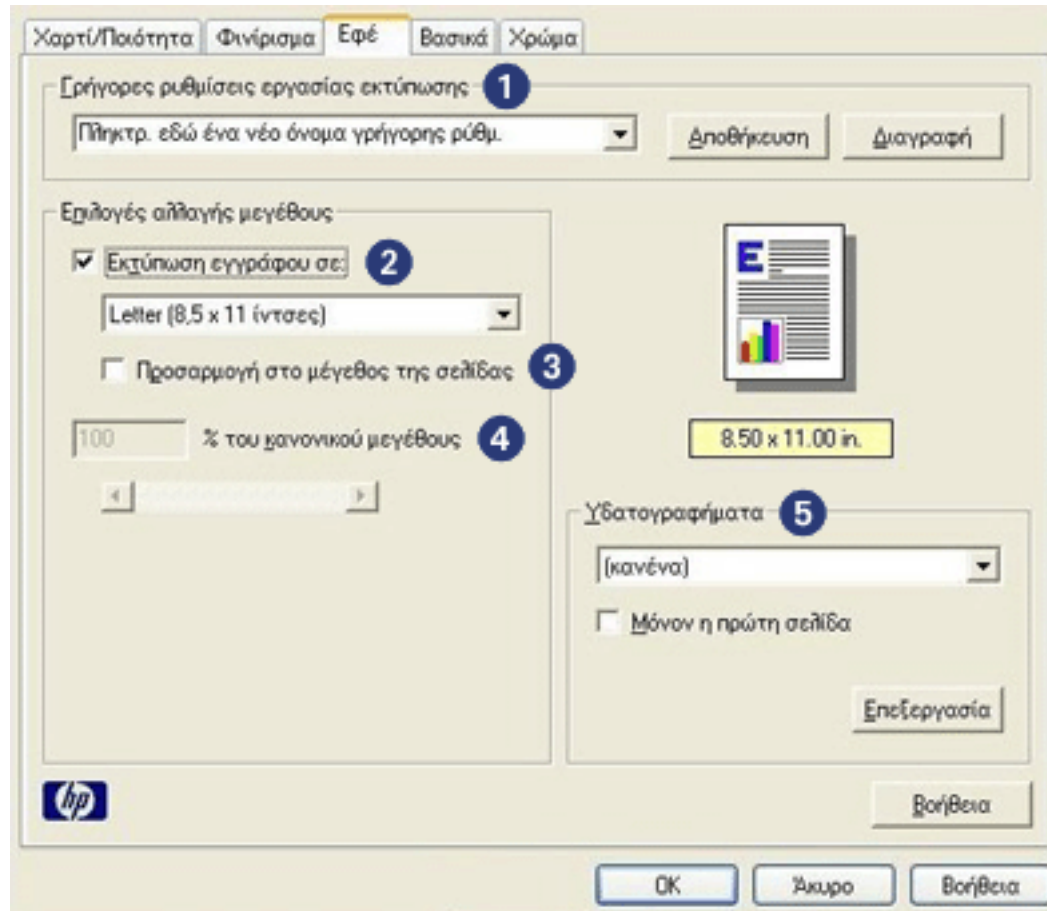 Χαρτί/Ποιότητα Φινίρισμα Εφέ Βασικά Χρώμα
Γρήγορες ρυθμίσεις εργασίας εκτύπωσης 1
Πληκτρ. εδώ ένα νέο όνομα γρήγορης ρύθμ. Αποθήκευση Διαγραφή
Επιλογές αλλαγής μεγέθους
Εκτύπωση εγγράφου σε: 2
Letter (8,5 x 11 ίντσες)
Προσαρμογή στο μέγεθος της σελίδας 3
100 % του κανονικού μεγέθους 4
E
8.50 x 11.00 in.
Υδατογραφήματα 5
(κανένα)
Μόνον η πρώτη σελίδα
Επεξεργασία
hp
Βοήθεια
OK Άκυρο Βοήθεια